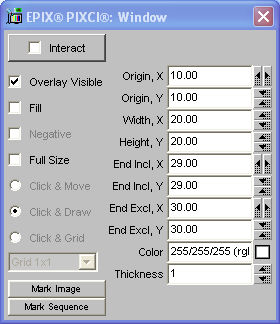 EPIX® PIXCI®: Window
Interact
Overlay Visible
Fill
Negative
Full Size
Click & Move
Click & Draw
Click & Grid
Grid 1x1
Mark Image
Mark Sequence
Origin, X 10.00
Origin, Y 10.00
Width, X 20.00
Height, Y 20.00
End Incl, X 29.00
End Incl, Y 29.00
End Excl, X 30.00
End Excl, Y 30.00
Color 255/255/255 (rgl
Thickness 1